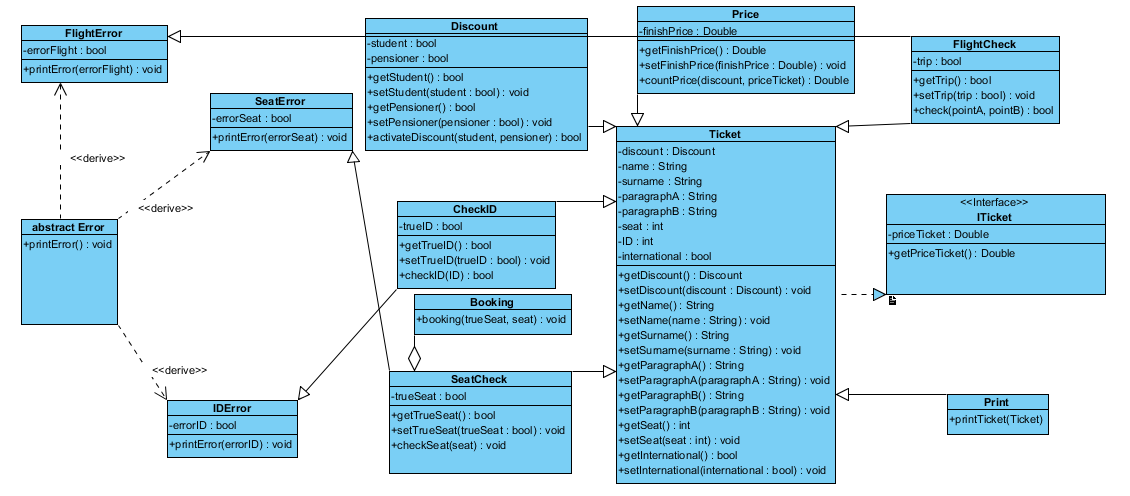 FlightError
-errorFlight : bool
+printError(errorFlight) : void
Discount
-student : bool
-pensioner : bool
+getStudent() : bool
+setStudent(student : bool) : void
+getPensioner() : bool
+setPensioner(pensioner : bool) : void
+activateDiscount(student, pensioner) : bool
Price
-finishPrice : Double
+getFinishPrice() : Double
+setFinishPrice(finishPrice : Double) : void
+countPrice(discount, priceTicket) : Double
FlightCheck
-trip : bool
+getTrip() : bool
+setTrip(trip : bool) : void
+check(pointA, pointB) : bool
SeatError
-errorSeat : bool
+printError(errorSeat) : void
<<derive>>
<<derive>>
abstract Error
+printError() : void
<<derive>>
CheckID
-trueID : bool
+getTrueID() : bool
+setTrueID(trueID : bool) : void
+checkID(ID) : bool
Booking
+booking(trueSeat, seat) : void
SeatCheck
-trueSeat : bool
+getTrueSeat() : bool
+setTrueSeat(trueSeat : bool) : void
+checkSeat(seat) : void
IDError
-errorID : bool
+printError(errorID) : void
Ticket
-discount : Discount
-name : String
-surname : String
-paragraphA : String
-paragraphB : String
-seat : int
-ID : int
-international : bool
+getDiscount() : Discount
+setDiscount(discount : Discount) : void
+getName() : String
+setName(name : String) : void
+getSurname() : String
+setSurname(surname : String) : void
+getParagraphA() : String
+setParagraphA(paragraphA : String) : void
+getParagraphB() : String
+setParagraphB(paragraphB : String) : void
+getSeat() : int
+setSeat(seat : int) : void
+getInternational() : bool
+setInternational(international : bool) : void
<<Interface>>
ITicket
-priceTicket : Double
+getPriceTicket() : Double
Print
+printTicket(Ticket)